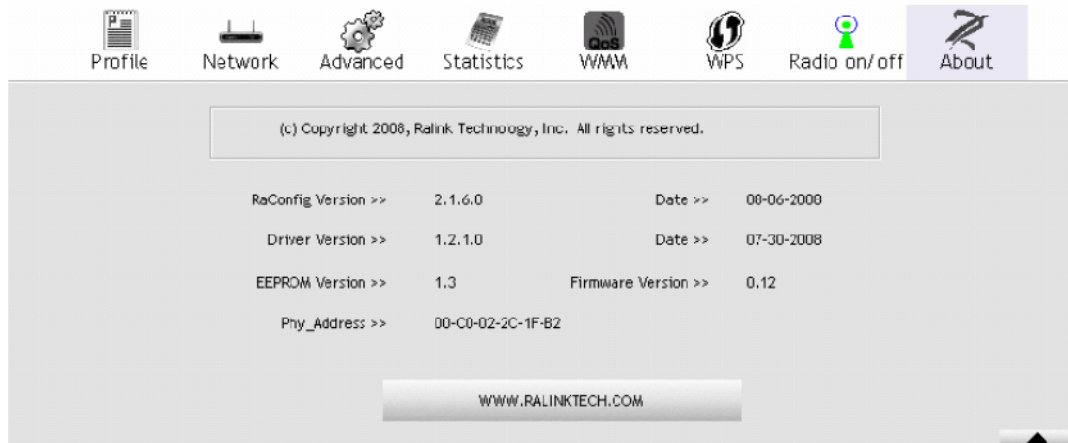 Profile Network Advanced Statistics WMM WPS Radio on/off About
QoS
(c) Copyright 2008, Ralink Technoogy, Inc. All rights reserved.
RaConfig Version >> 2.1.6.0 Date >> 08-06-2008
Driver Version >> 1.2.1.0 Date >> 07-30-2008
EEPROM Version >> 1.3 Firmware Version >> 0.12
Phy_Address >> 00-C0-02-2C-1F-B2
WWW.RALINKTECH.COM